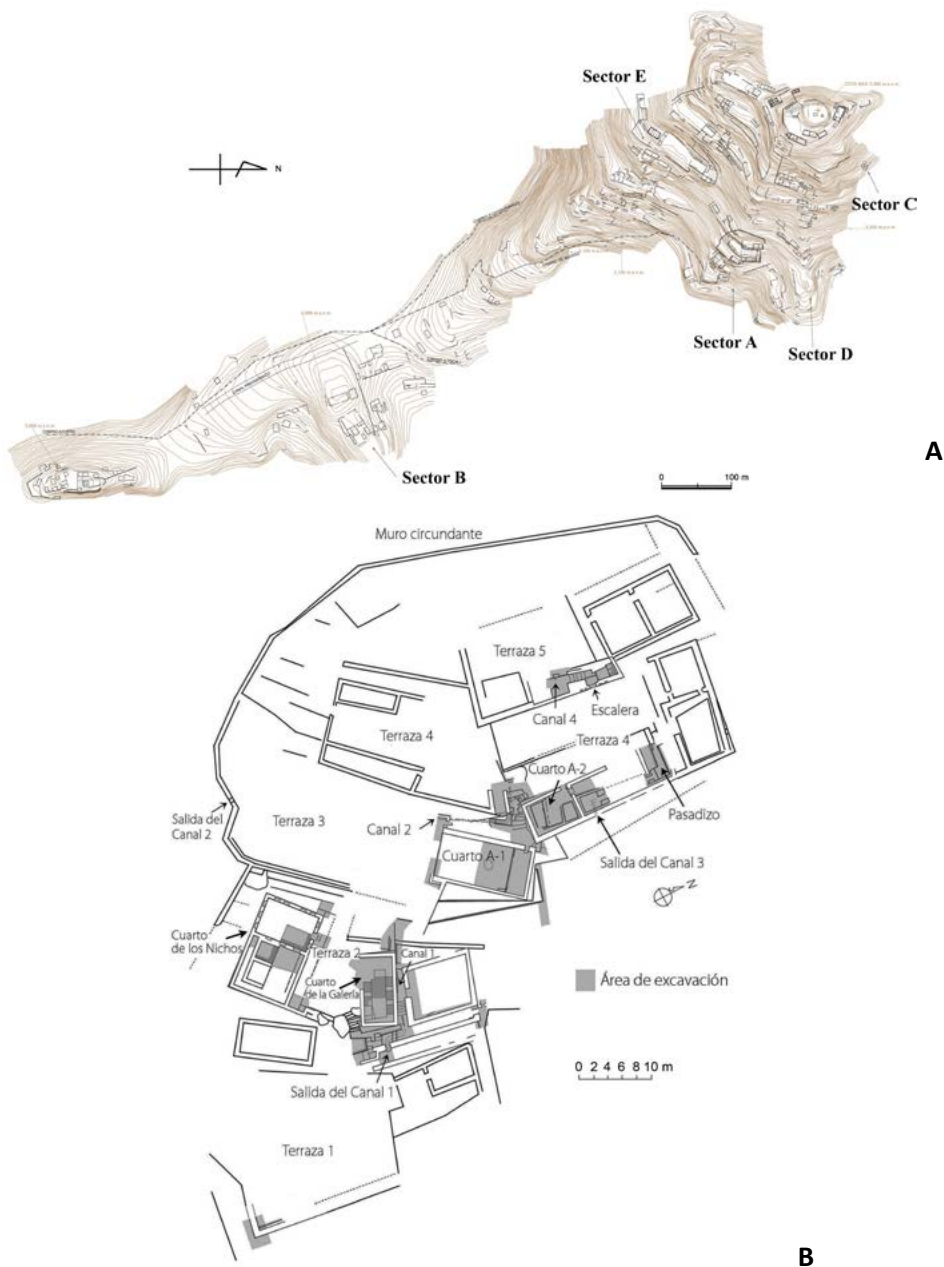 Sector E
N
Sector C
Sector A
Sector D
Sector B
A
0 100 m
Muro circundante
Terraza 5
Canal 4
Escalera
Terraza 4
Terraza 4
Cuarto A-2
Pasadizo
Salida del
Canal 2
Terraza 3
Canal 2
Cuarto A-1
Salida del Canal 3
N
Cuarto
de los Nichos
Terraza 2
Canal 1
Cuarto
de la Galería
Área de excavación
0 2 4 6 8 10 m
Salida del Canal 1
Terraza 1
B